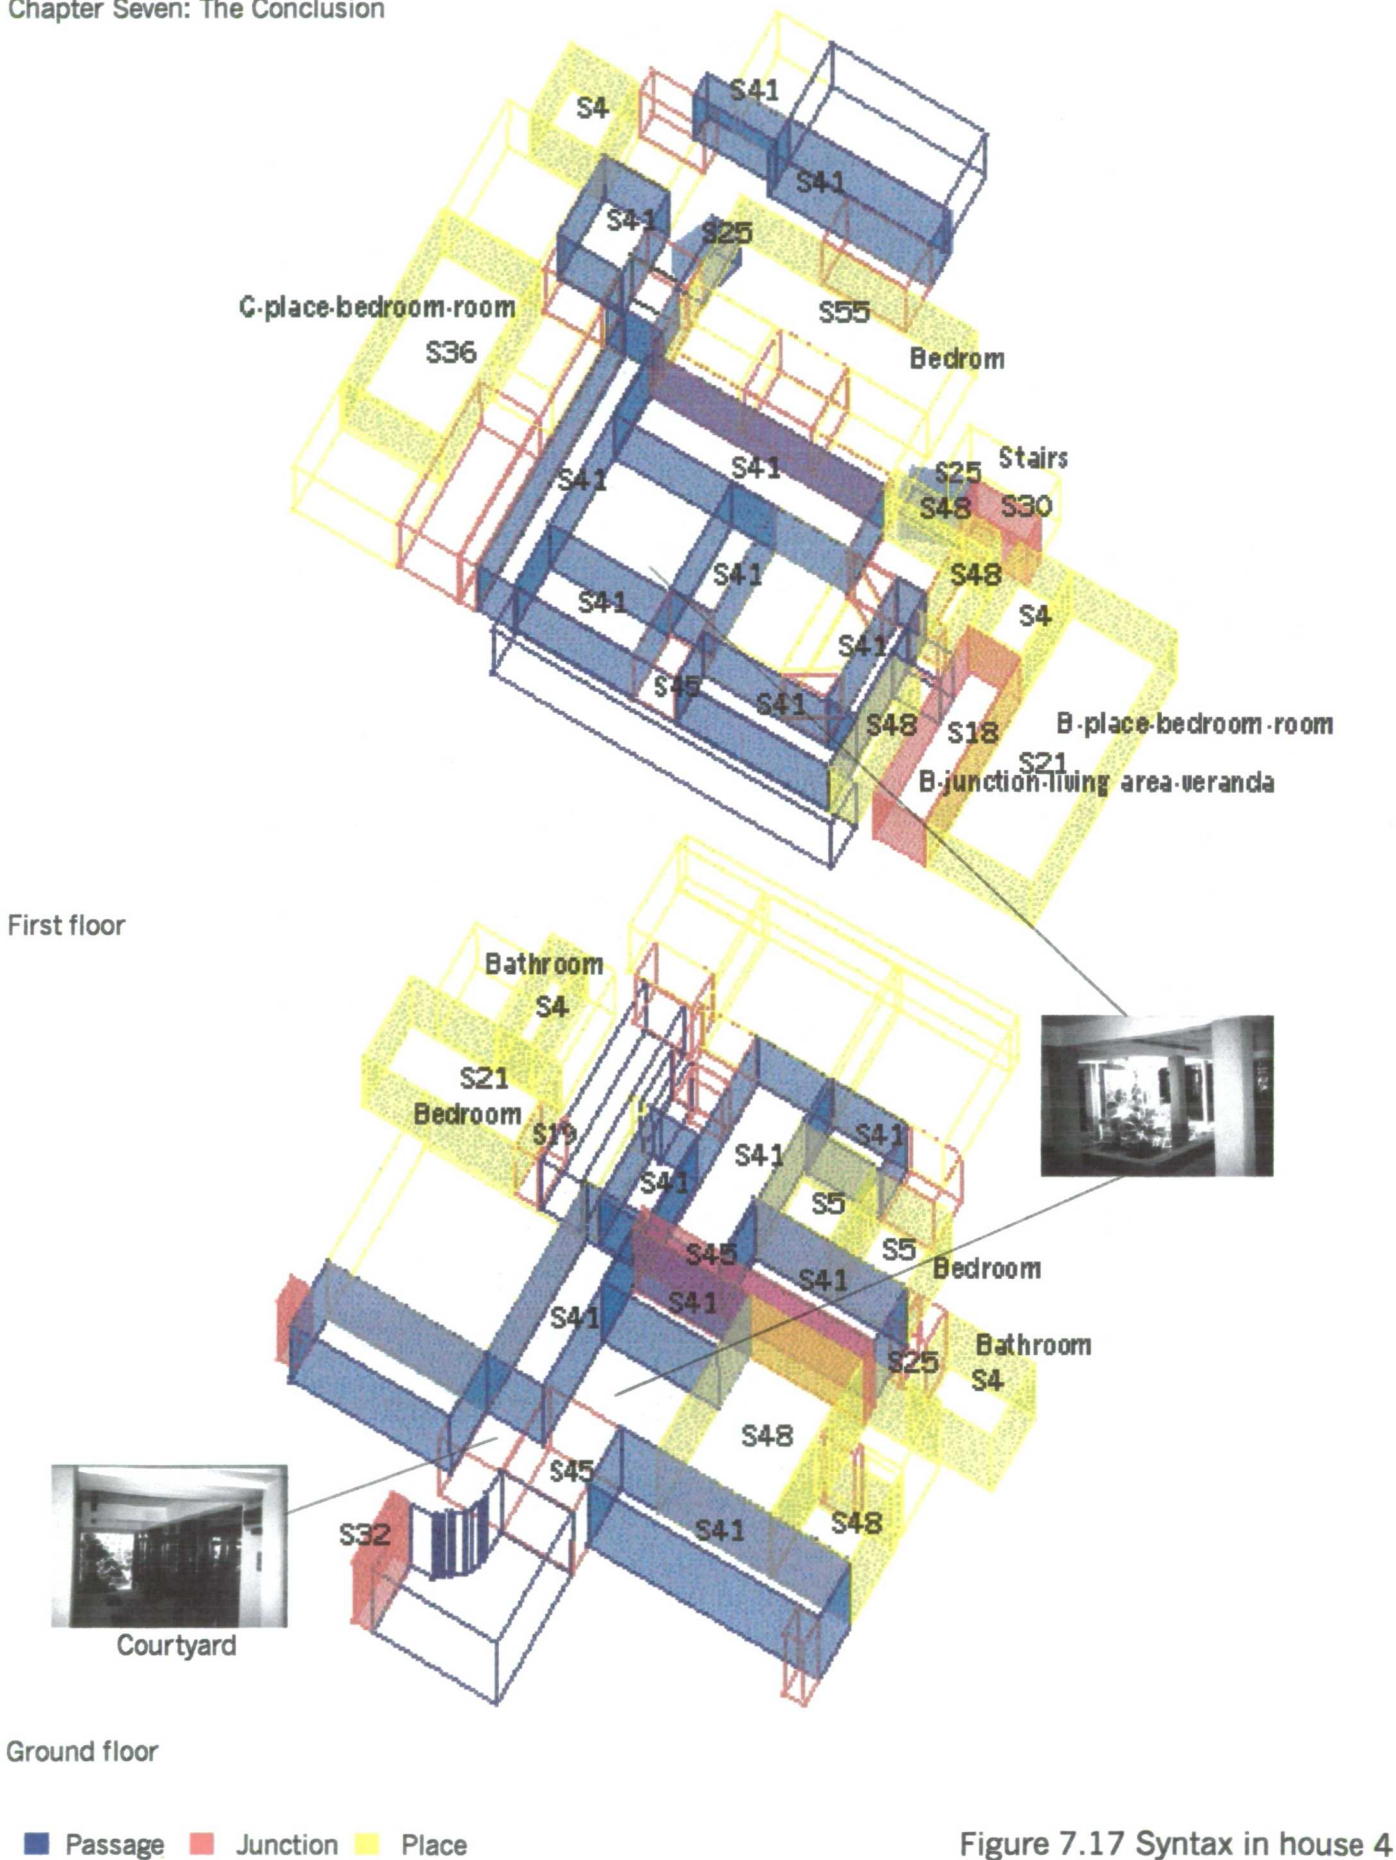 Chapter Seven: The Conclusion
S41
S4
S41
S41
S25
C-place-bedroom-room
S55
S36
Bedrom
Stairs
S41
S25
S41
S48
S30
S41
S48
S41
S4
S41
S45
S41
S48
S18
B-place-bedroom-room
S21
B-junction-living area-veranda
First floor
Bathroom
S4
S21
Bedroom
S19
S41
S41
S41
S5
S45
S5
Bedroom
S41
S41
S41
Bathroom
S25
S4
S48
S45
S32
S41
S48
Courtyard
Ground floor
Passage Junction Place
Figure 7.17 Syntax in house 4